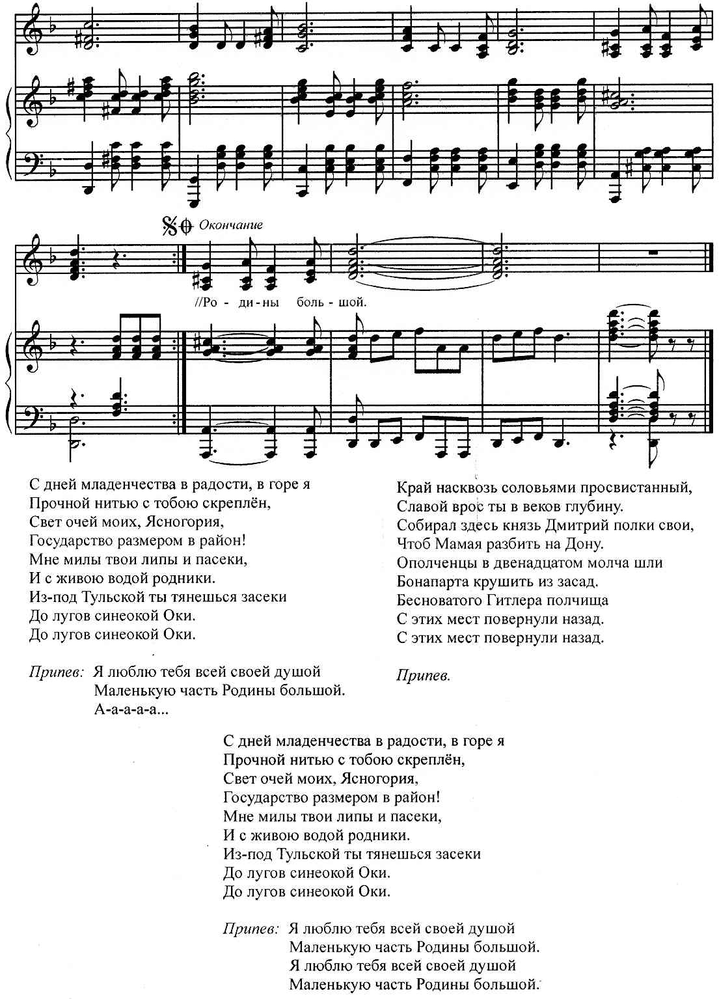 Окончание
//Ро - ди - ны боль - шой.
С дней младенчества в радости, в горе я
Прочной нитью с тобою скреплён,
Свет очей моих, Ясногория,
Государство размером в район!
Мне милы твои липы и пасеки,
И с живою водой родники.
Из-под Тульской ты тянешься засеки
До лугов синеокой Оки.
До лугов синеокой Оки.
Припев: Я люблю тебя всей своей душой
Маленькую часть Родины большой.
А-а-а-а-а...
Край насквозь соловьями просвистанный,
Славой врос ты в веков глубину.
Собирал здесь князь Дмитрий полки свои,
Чтоб Мамая разбить на Дону.
Ополченцы в двенадцатом молча шли
Бонапарта крушить из засад.
Бесноватого Гитлера полчища
С этих мест повернули назад.
С этих мест повернули назад.
Припев.
С дней младенчества в радости, в горе я
Прочной нитью с тобою скреплён,
Свет очей моих, Ясногория,
Государство размером в район!
Мне милы твои липы и пасеки,
И с живою водой родники.
Из-под Тульской ты тянешься засеки
До лугов синеокой Оки.
До лугов синеокой Оки.
Припев: Я люблю тебя всей своей душой
Маленькую часть Родины большой.
Я люблю тебя всей своей душой
Маленькую часть Родины большой.